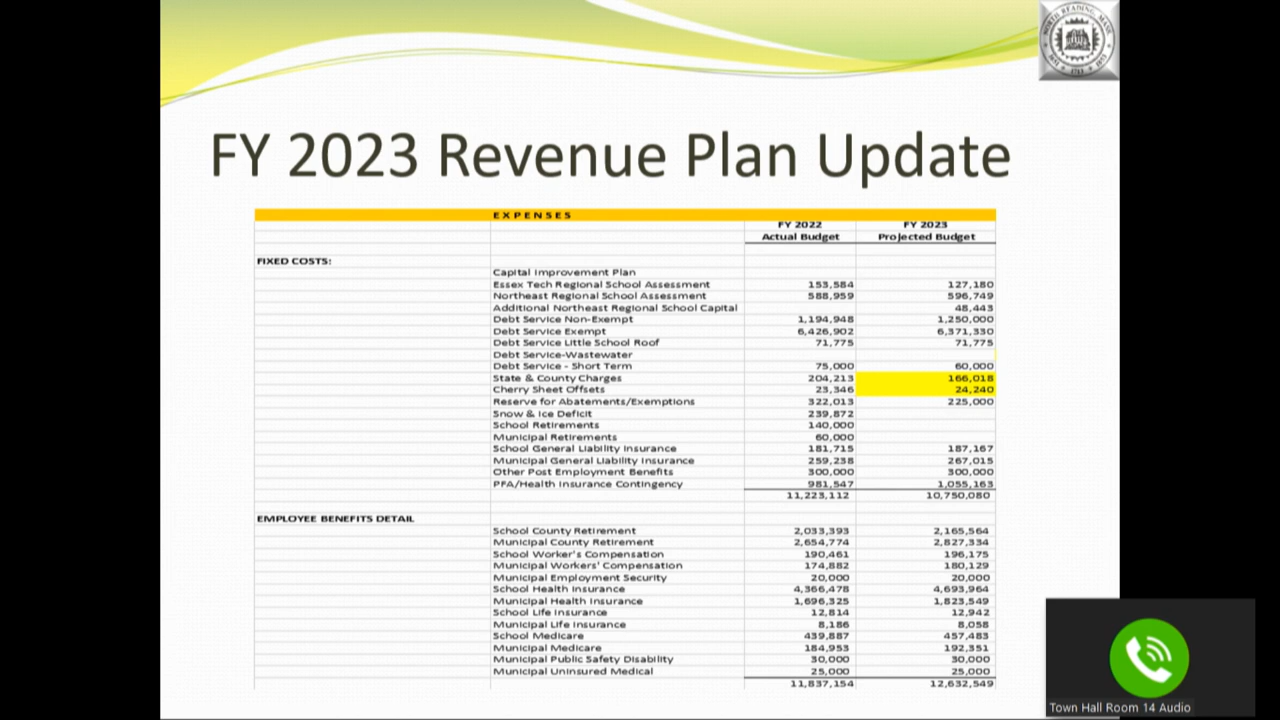 FY 2023 Revenue Plan Update
EXPENSES
FY 2022 FY 2023
Actual Budget Projected Budget
FIXED COSTS:
Capital Improvement Plan
Essex Tech Regional School Assessment 153,584 127,180
Northeast Regional School Assessment 588,959 596,749
Additional Northeast Regional School Capital 48,443
Debt Service Non-Exempt 1,194,948 1,250,000
Debt Service Exempt 6,426,902 6,371,330
Debt Service Little School Roof 71,775 71,775
Debt Service-Wastewater
Debt Service - Short Term 75,000 60,000
State & County Charges 204,213 166,018
Cherry Sheet Offsets 23,346 24,240
Reserve for Abatements/Exemptions 322,013 225,000
Snow & Ice Deficit 239,872
School Retirements 140,000
Municipal Retirements 60,000
School General Liability Insurance 181,715 187,167
Municipal General Liability Insurance 259,238 267,015
Other Post Employment Benefits 300,000 300,000
PFA/Health Insurance Contingency 981,547 1,055,163
11,223,112 10,750,080
EMPLOYEE BENEFITS DETAIL
School County Retirement 2,033,393 2,165,564
Municipal County Retirement 2,654,774 2,827,334
School Worker's Compensation 190,461 196,175
Municipal Workers' Compensation 174,882 180,129
Municipal Employment Security 20,000 20,000
School Health Insurance 4,366,478 4,693,964
Municipal Health Insurance 1,696,325 1,823,549
School Life Insurance 12,814 12,942
Municipal Life Insurance 8,186 8,058
School Medicare 439,887 457,483
Municipal Medicare 184,953 192,351
Municipal Public Safety Disability 30,000 30,000
Municipal Uninsured Medical 25,000 25,000
11,837,154 12,632,549
Town Hall Room 14 Audio